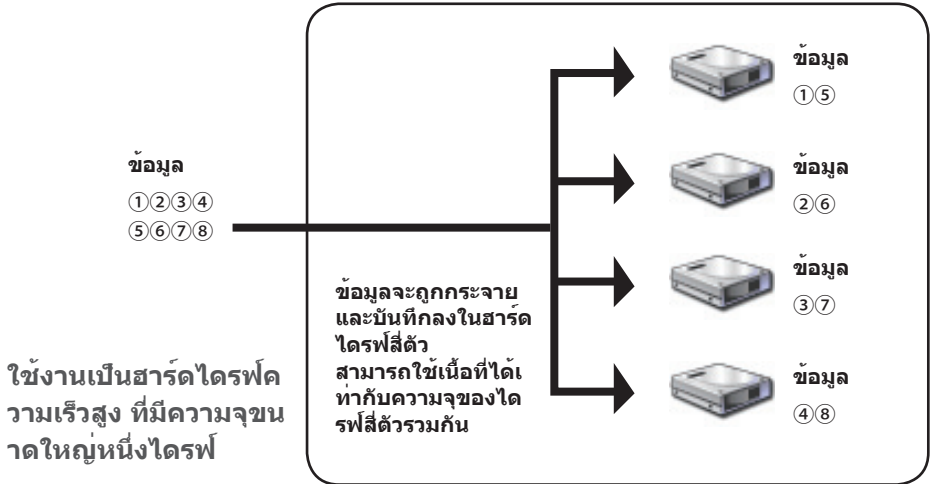 ข้อมูล
①②③④
⑤⑥⑦⑧
ใช้งานเป็นฮาร์ดไดรฟ์ค
วามเร็วสูง ที่มีความจุขน
าดใหญ่หนึ่งไดรฟ์
ข้อมูลจะถูกกระจาย
และบันทึกลงในฮาร์ด
ไดรฟ์สี่ตัว
สามารถใช้เนื้อที่ได้เ
ท่ากับความจุของได
รฟ์สี่ตัวรวมกัน
ข้อมูล
①⑤
ข้อมูล
②⑥
ข้อมูล
③⑦
ข้อมูล
④⑧